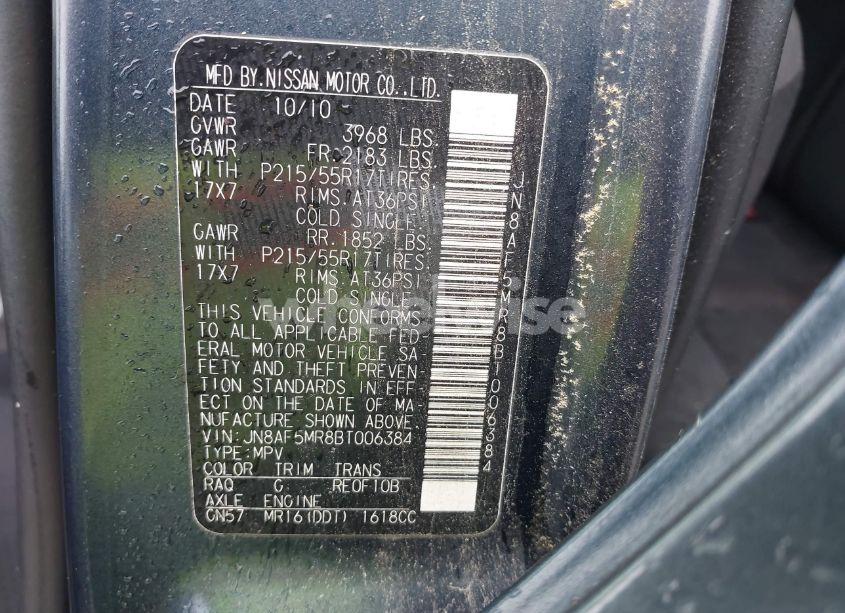 MFD BY.NISSAN MOTOR CO.,LTD.
DATE 10/10
GVWR 3968 LBS
GAWR FR.2183 LBS.
WITH P215/55R17TIRES.
17X7 RIMS.AT36PSI
COLD SINGLE
GAWR RR.1852 LBS.
WITH P215/55R17TIRES.
17X7 RIMS.AT36PSI
COLD SINGLE
THIS VEHICLE CONFORMS
TO ALL APPLICABLE FED
ERAL MOTOR VEHICLE SA
FETY AND THEFT PREVEN
TION STANDARDS IN EFF
ECT ON THE DATE OF MA
NUFACTURE SHOWN ABOVE.
VIN:JN8AF5MR8BT006384
TYPE:MPV
COLOR TRIM TRANS
RAQ G REOF10B
AXLE ENGINE
CN57 MR16(DDT) 1618CC
JN8AF5MR8BT006384